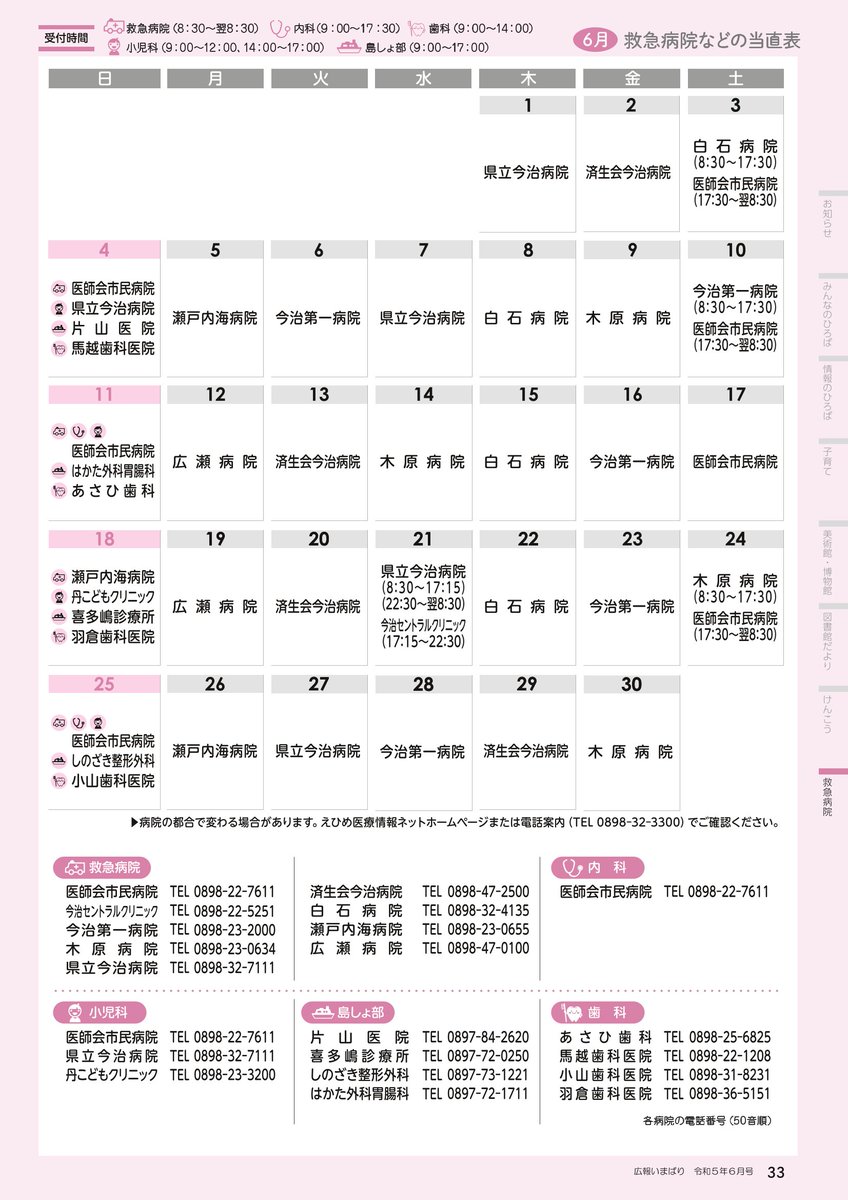 受付時間
救急病院（8：30〜翌8：30） 内科（9：00〜17：30） 歯科（9：00〜14：00）
小児科（9：00〜12：00、14：00〜17：00） 島しょ部（9：00〜17：00）
6月 救急病院などの当直表
日 月 火 水 木 金 土
1 2 3
県立今治病院
済生会今治病院
白石病院
(8:30〜17:30)
医師会市民病院
(17:30〜翌8:30)
4 5 6 7 8 9 10
医師会市民病院
県立今治病院
片山医院
馬越歯科医院
瀬戸内海病院
今治第一病院
県立今治病院
白石病院
木原病院
今治第一病院
(8:30〜17:30)
医師会市民病院
(17:30〜翌8:30)
11 12 13 14 15 16 17
医師会市民病院
はかた外科胃腸科
あさひ歯科
広瀬病院
済生会今治病院
木原病院
白石病院
今治第一病院
医師会市民病院
18 19 20 21 22 23 24
瀬戸内海病院
丹こどもクリニック
喜多嶋診療所
羽倉歯科医院
広瀬病院
済生会今治病院
県立今治病院
(8:30〜17:15)
(22:30〜翌8:30)
今治セントラルクリニック
(17:15〜22:30)
白石病院
今治第一病院
木原病院
(8:30〜17:30)
医師会市民病院
(17:30〜翌8:30)
25 26 27 28 29 30
医師会市民病院
しのざき整形外科
小山歯科医院
瀬戸内海病院
県立今治病院
今治第一病院
済生会今治病院
木原病院
▶病院の都合で変わる場合があります。えひめ医療情報ネットホームページまたは電話案内（TEL 0898-32-3300）でご確認ください。
救急病院
医師会市民病院 TEL 0898-22-7611
今治セントラルクリニック TEL 0898-22-5251
今治第一病院 TEL 0898-23-2000
木原病院 TEL 0898-23-0634
県立今治病院 TEL 0898-32-7111
済生会今治病院 TEL 0898-47-2500
白石病院 TEL 0898-32-4135
瀬戸内海病院 TEL 0898-23-0655
広瀬病院 TEL 0898-47-0100
内科
医師会市民病院 TEL 0898-22-7611
小児科
医師会市民病院 TEL 0898-22-7611
県立今治病院 TEL 0898-32-7111
丹こどもクリニック TEL 0898-23-3200
島しょ部
片山医院 TEL 0897-84-2620
喜多嶋診療所 TEL 0897-72-0250
しのざき整形外科 TEL 0897-73-1221
はかた外科胃腸科 TEL 0897-72-1711
歯科
あさひ歯科 TEL 0898-25-6825
馬越歯科医院 TEL 0898-22-1208
小山歯科医院 TEL 0898-31-8231
羽倉歯科医院 TEL 0898-36-5151
各病院の電話番号（50音順）
お知らせ
みんなのひろば
情報のひろば
子育て
美術館・博物館
図書館だより
けんこう
救急病院
広報いまばり 令和5年6月号 33